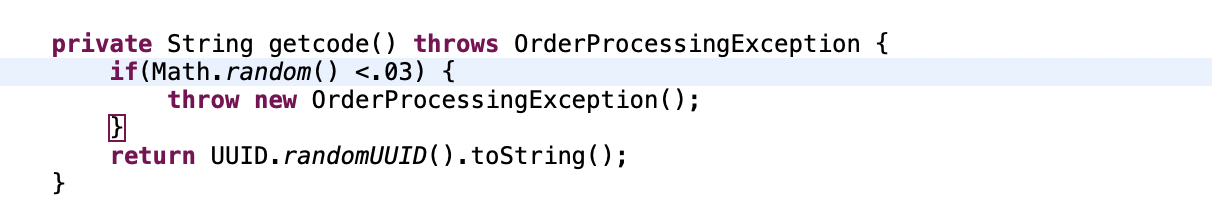 private String getcode() throws OrderProcessingException {
if(Math.random() <.03) {
throw new OrderProcessingException();
}
return UUID.randomUUID().toString();
}